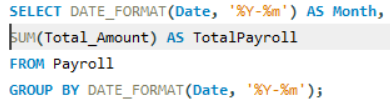 SELECT DATE_FORMAT(Date, '%Y-%m') AS Month,
SUM(Total_Amount) AS TotalPayroll
FROM Payroll
GROUP BY DATE_FORMAT(Date, '%Y-%m');